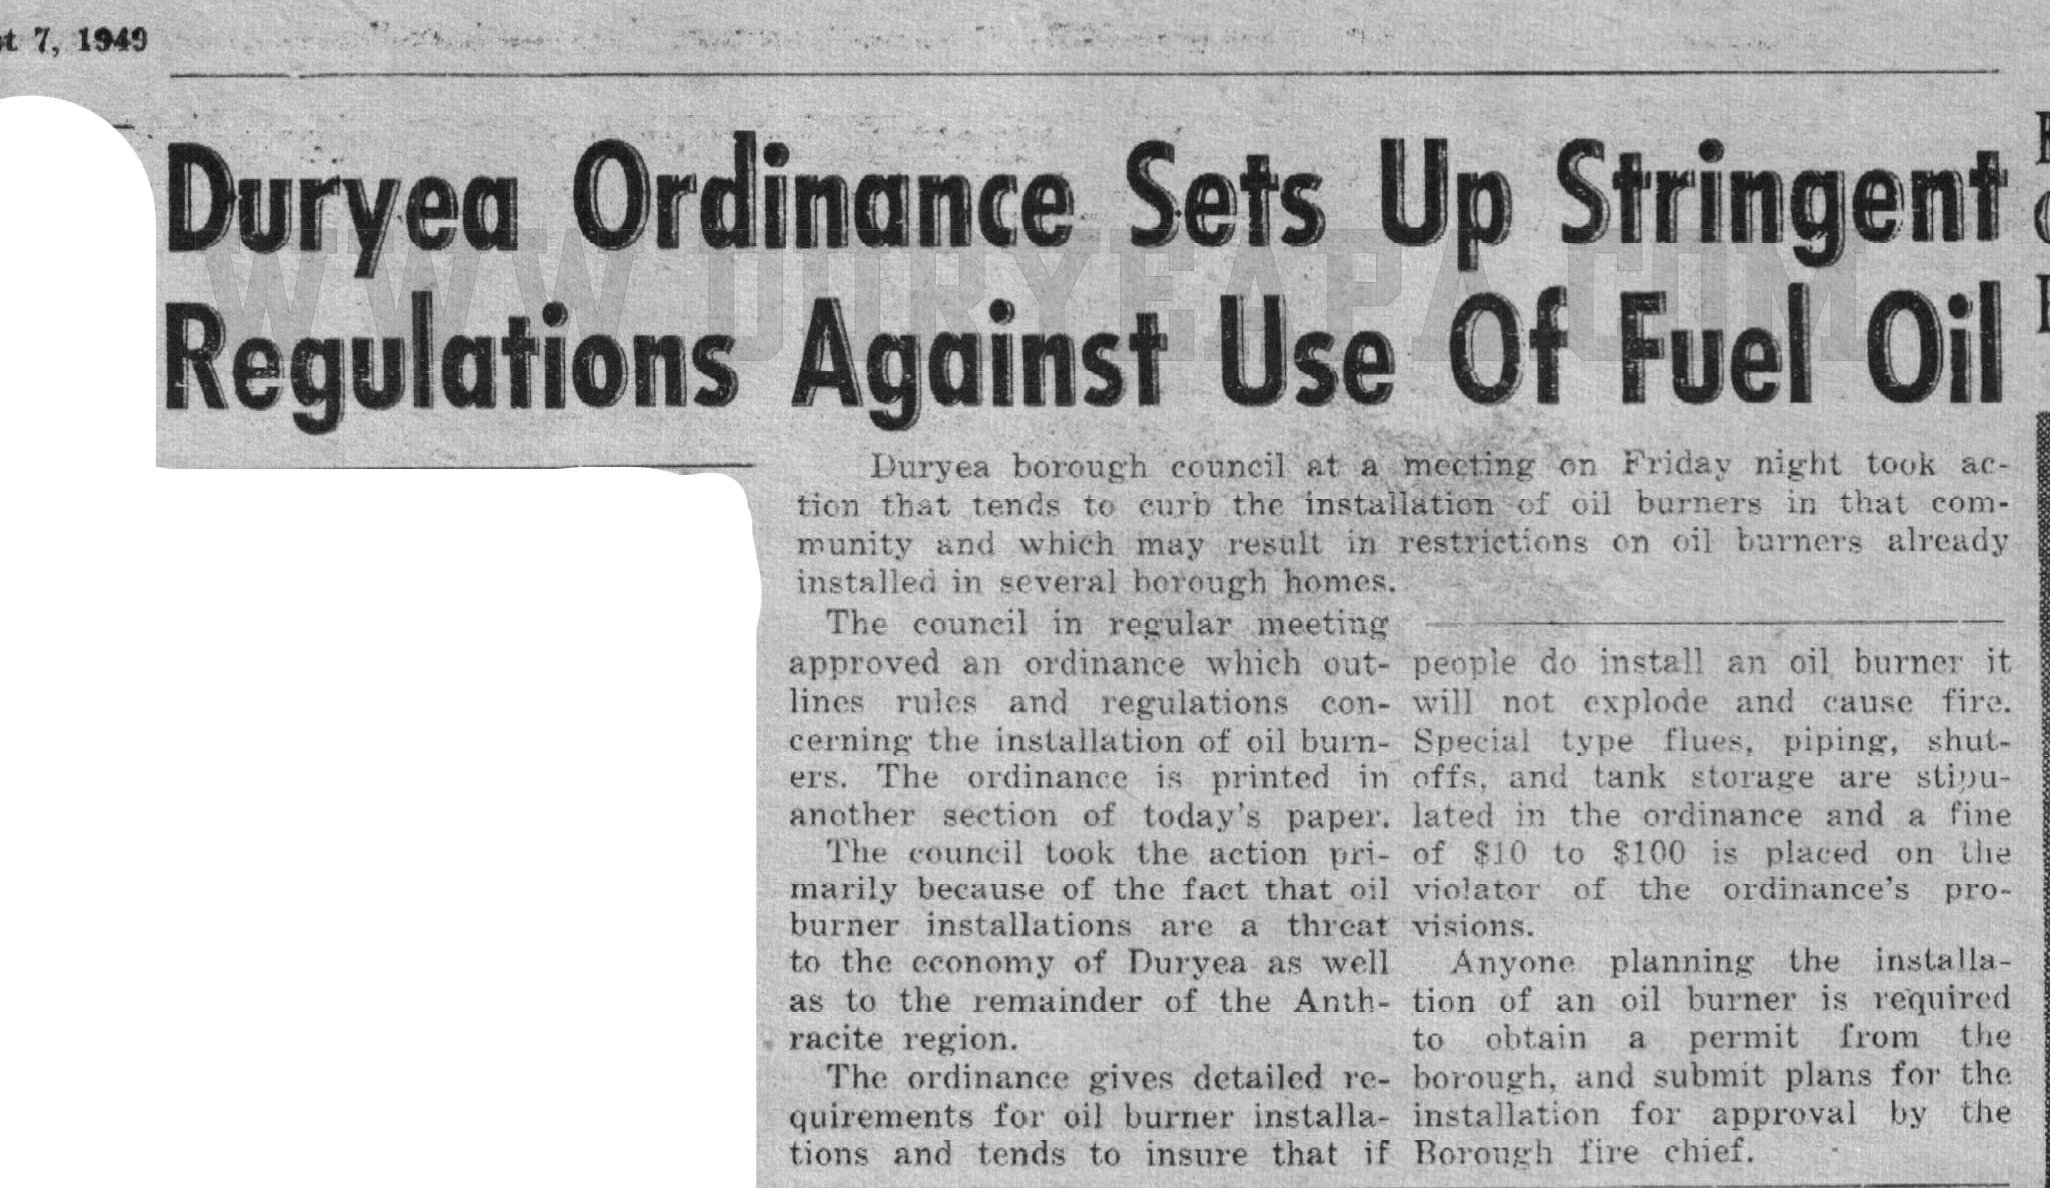 st 7, 1949
Duryea Ordinance Sets Up Stringent
Regulations Against Use Of Fuel Oil
WWW.DURYEAPA.COM
Duryea borough council at a meeting on Friday night took ac-
tion that tends to curb the installation of oil burners in that com-
munity and which may result in restrictions on oil burners already
installed in several borough homes.
The council in regular meeting
approved an ordinance which out-
lines rules and regulations con-
cerning the installation of oil burn-
ers. The ordinance is printed in
another section of today's paper.
The council took the action pri-
marily because of the fact that oil
burner installations are a threat
to the economy of Duryea as well
as to the remainder of the Anth-
racite region.
The ordinance gives detailed re-
quirements for oil burner installa-
tions and tends to insure that if
people do install an oil burner it
will not explode and cause fire.
Special type flues, piping, shut-
offs, and tank storage are stipu-
lated in the ordinance and a fine
of $10 to $100 is placed on the
violator of the ordinance's pro-
visions.
Anyone planning the installa-
tion of an oil burner is required
to obtain a permit from the
borough, and submit plans for the
installation for approval by the
Borough fire chief.